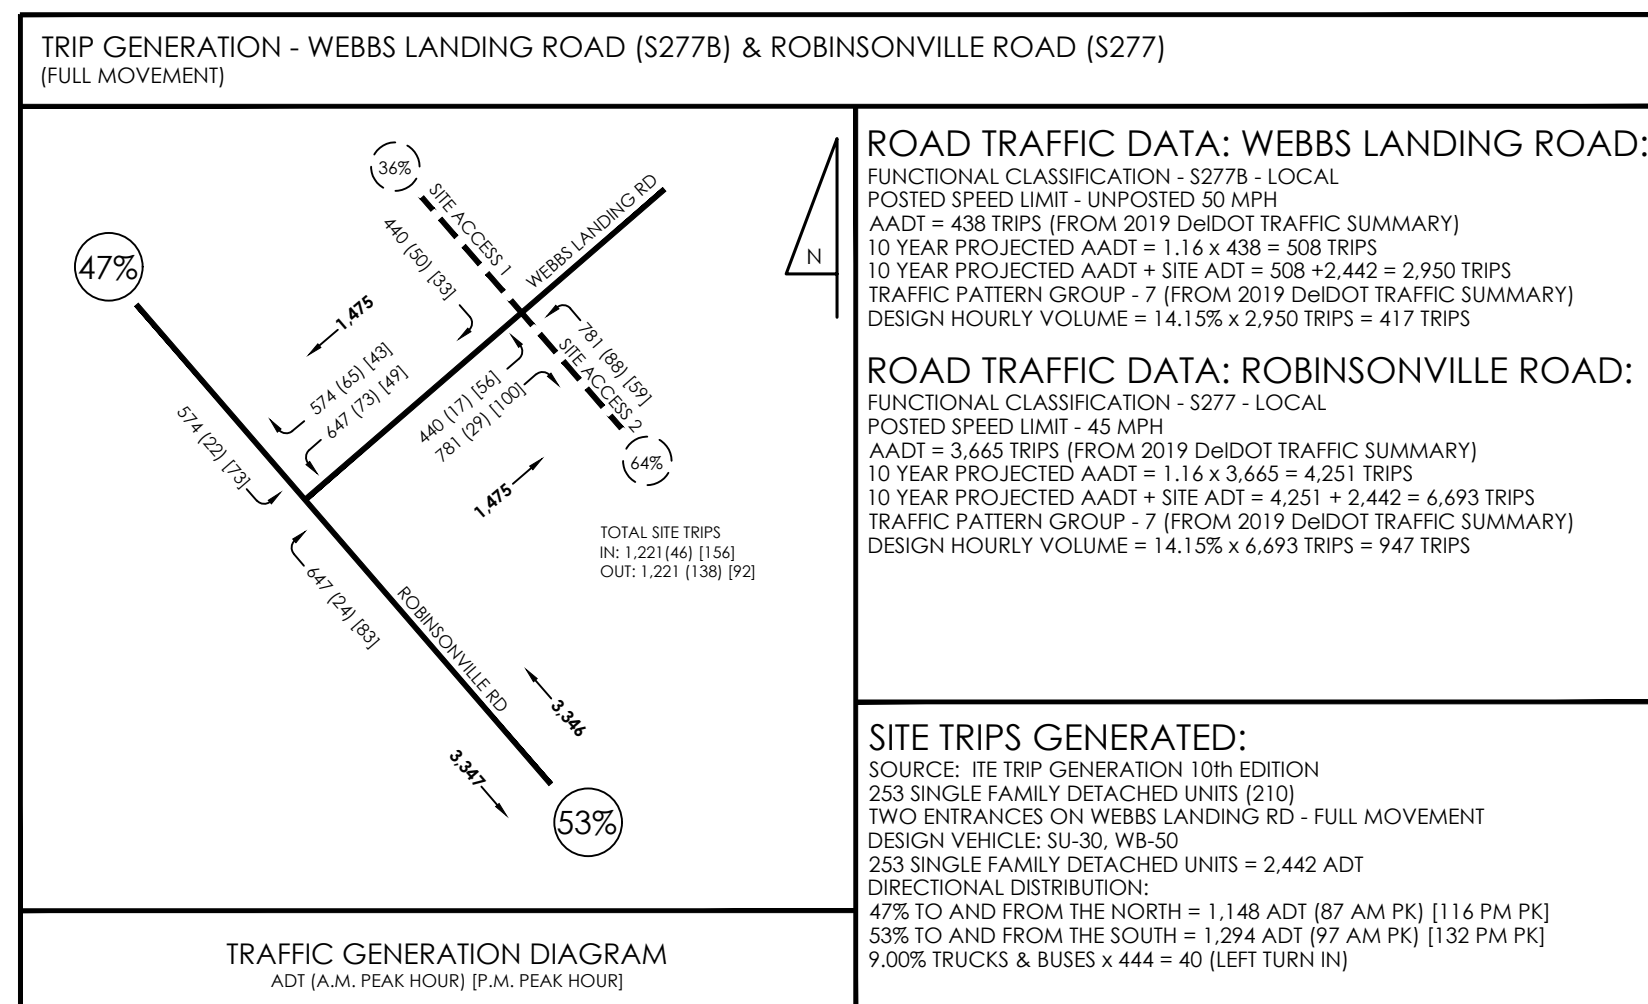 TRIP GENERATION - WEBBS LANDING ROAD (S277B) & ROBINSONVILLE ROAD (S277)
(FULL MOVEMENT)
36%
SITE ACCESS 1
440 (50) [33]
WEBBS LANDING RD
47%
N
1,475
781 (88) [59]
SITE ACCESS 2
574 (65) [43]
647 (73) [49]
440 (17) [56]
781 (29) [100]
574 (22) [73]
64%
1,475
TOTAL SITE TRIPS
IN: 1,221(46) [156]
OUT: 1,221 (138) [92]
647 (24) [83]
ROBINSONVILLE RD
3,346
3,347
53%
TRAFFIC GENERATION DIAGRAM
ADT (A.M. PEAK HOUR) [P.M. PEAK HOUR]
ROAD TRAFFIC DATA: WEBBS LANDING ROAD:
FUNCTIONAL CLASSIFICATION - S277B - LOCAL
POSTED SPEED LIMIT - UNPOSTED 50 MPH
AADT = 438 TRIPS (FROM 2019 DelDOT TRAFFIC SUMMARY)
10 YEAR PROJECTED AADT = 1.16 x 438 = 508 TRIPS
10 YEAR PROJECTED AADT + SITE ADT = 508 +2,442 = 2,950 TRIPS
TRAFFIC PATTERN GROUP - 7 (FROM 2019 DelDOT TRAFFIC SUMMARY)
DESIGN HOURLY VOLUME = 14.15% x 2,950 TRIPS = 417 TRIPS
ROAD TRAFFIC DATA: ROBINSONVILLE ROAD:
FUNCTIONAL CLASSIFICATION - S277 - LOCAL
POSTED SPEED LIMIT - 45 MPH
AADT = 3,665 TRIPS (FROM 2019 DelDOT TRAFFIC SUMMARY)
10 YEAR PROJECTED AADT = 1.16 x 3,665 = 4,251 TRIPS
10 YEAR PROJECTED AADT + SITE ADT = 4,251 + 2,442 = 6,693 TRIPS
TRAFFIC PATTERN GROUP - 7 (FROM 2019 DelDOT TRAFFIC SUMMARY)
DESIGN HOURLY VOLUME = 14.15% x 6,693 TRIPS = 947 TRIPS
SITE TRIPS GENERATED:
SOURCE: ITE TRIP GENERATION 10th EDITION
253 SINGLE FAMILY DETACHED UNITS (210)
TWO ENTRANCES ON WEBBS LANDING RD - FULL MOVEMENT
DESIGN VEHICLE: SU-30, WB-50
253 SINGLE FAMILY DETACHED UNITS = 2,442 ADT
DIRECTIONAL DISTRIBUTION:
47% TO AND FROM THE NORTH = 1,148 ADT (87 AM PK) [116 PM PK]
53% TO AND FROM THE SOUTH = 1,294 ADT (97 AM PK) [132 PM PK]
9.00% TRUCKS & BUSES x 444 = 40 (LEFT TURN IN)